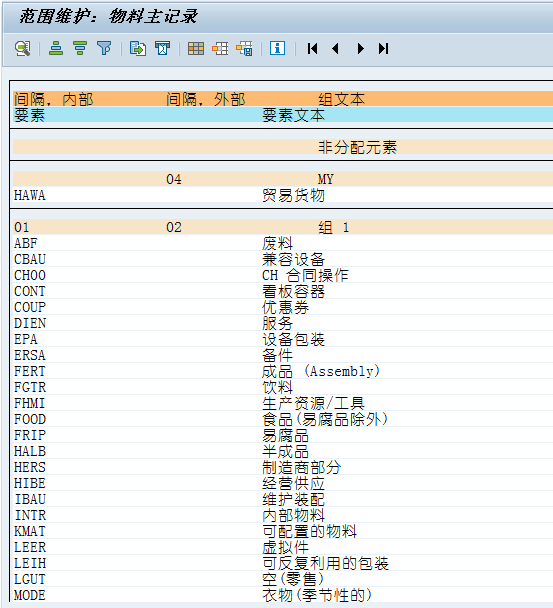 范围维护：物料主记录
间隔, 内部 间隔, 外部 组文本
要素 要素文本
非分配元素
04 MY
HAWA 贸易货物
01 02 组 1
ABF 废料
CBAU 兼容设备
CHOO CH 合同操作
CONT 看板容器
COUP 优惠券
DIEN 服务
EPA 设备包装
ERSA 备件
FERT 成品 (Assembly)
FGTR 饮料
FHMI 生产资源/工具
FOOD 食品(易腐品除外)
FRIP 易腐品
HALB 半成品
HERS 制造商部分
HIBE 经营供应
IBAU 维护装配
INTR 内部物料
KMAT 可配置的物料
LEER 虚拟件
LEIH 可反复利用的包装
LGUT 空(零售)
MODE 衣物(季节性的)